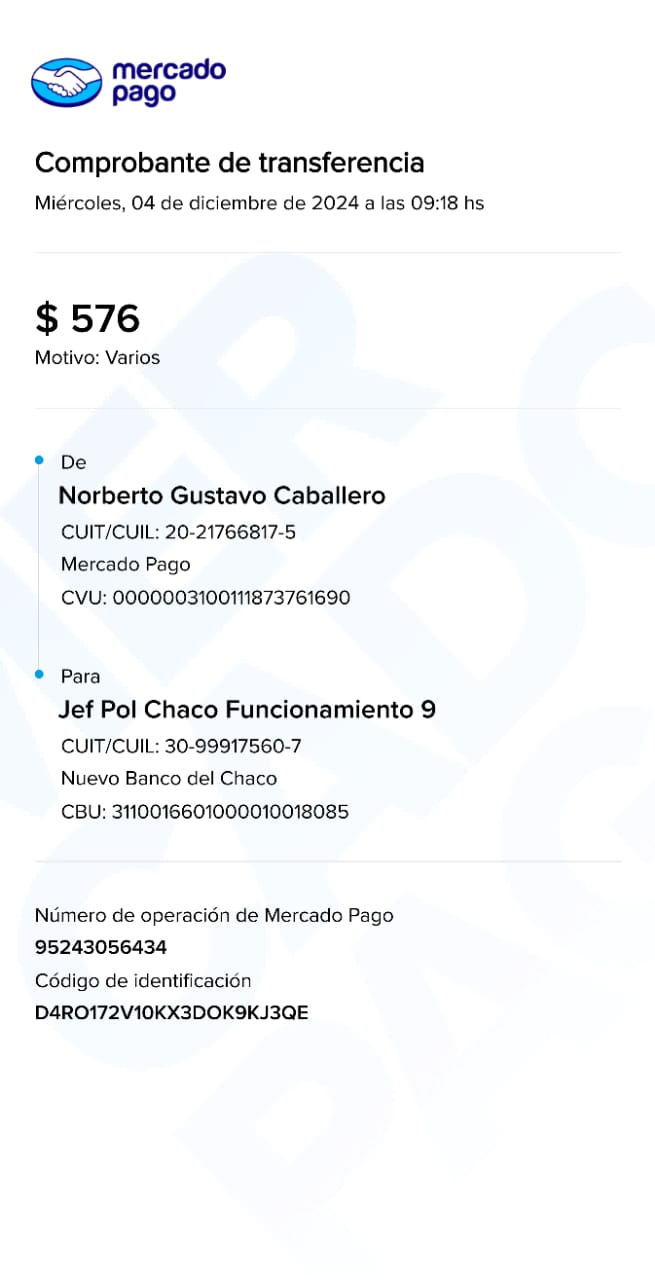 mercado
pago
Comprobante de transferencia
Miércoles, 04 de diciembre de 2024 a las 09:18 hs
$ 576
Motivo: Varios
De
Norberto Gustavo Caballero
CUIT/CUIL: 20-21766817-5
Mercado Pago
CVU: 0000003100111873761690
Para
Jef Pol Chaco Funcionamiento 9
CUIT/CUIL: 30-99917560-7
Nuevo Banco del Chaco
CBU: 3110016601000010018085
Número de operación de Mercado Pago
95243056434
Código de identificación
D4RO172V10KX3DOK9KJ3QE